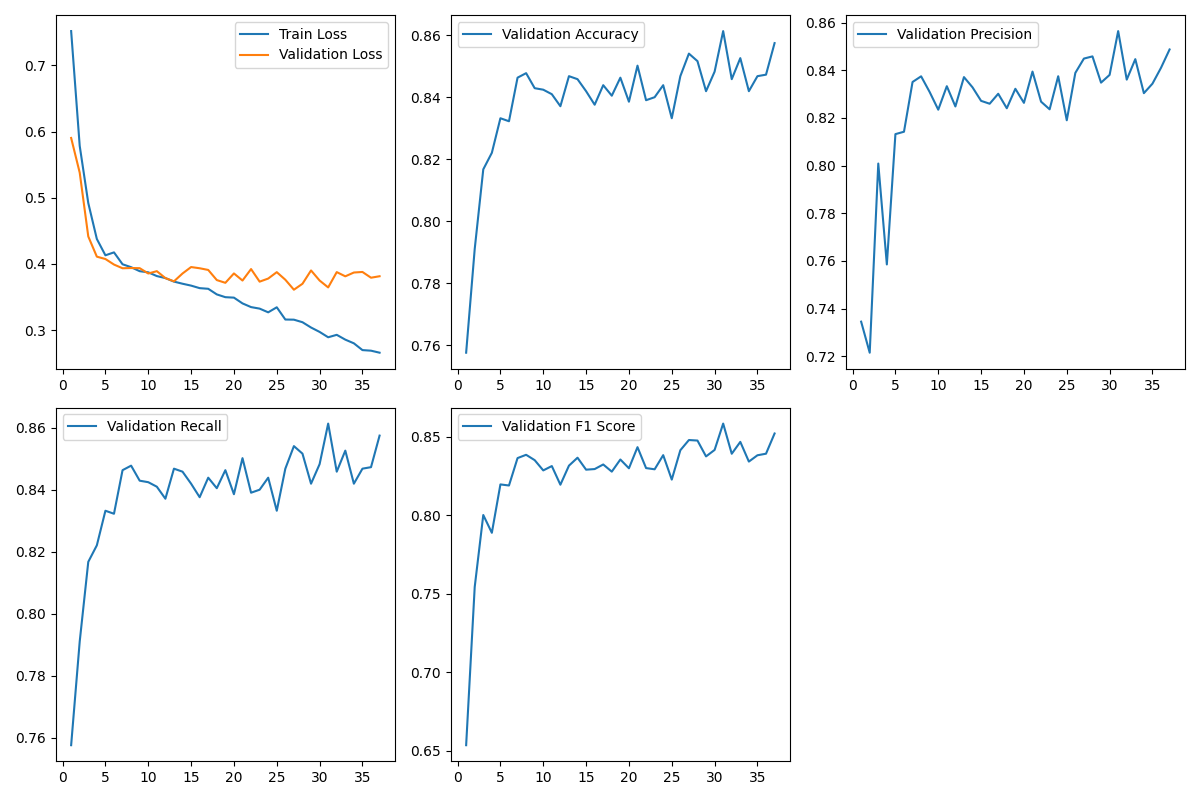 Train Loss
Validation Loss
0.7
0.6
0.5
0.4
0.3
0 5 10 15 20 25 30 35
Validation Accuracy
0.86
0.84
0.82
0.80
0.78
0.76
0 5 10 15 20 25 30 35
Validation Precision
0.86
0.84
0.82
0.80
0.78
0.76
0.74
0.72
0 5 10 15 20 25 30 35
Validation Recall
0.86
0.84
0.82
0.80
0.78
0.76
0 5 10 15 20 25 30 35
Validation F1 Score
0.85
0.80
0.75
0.70
0.65
0 5 10 15 20 25 30 35